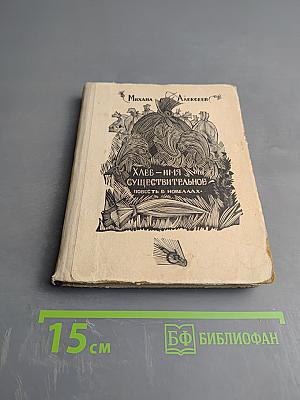 Михаил Алексеев
Хлеб — имя
существительное
повесть в новеллах
15 см
БФ БИБЛИОФАН